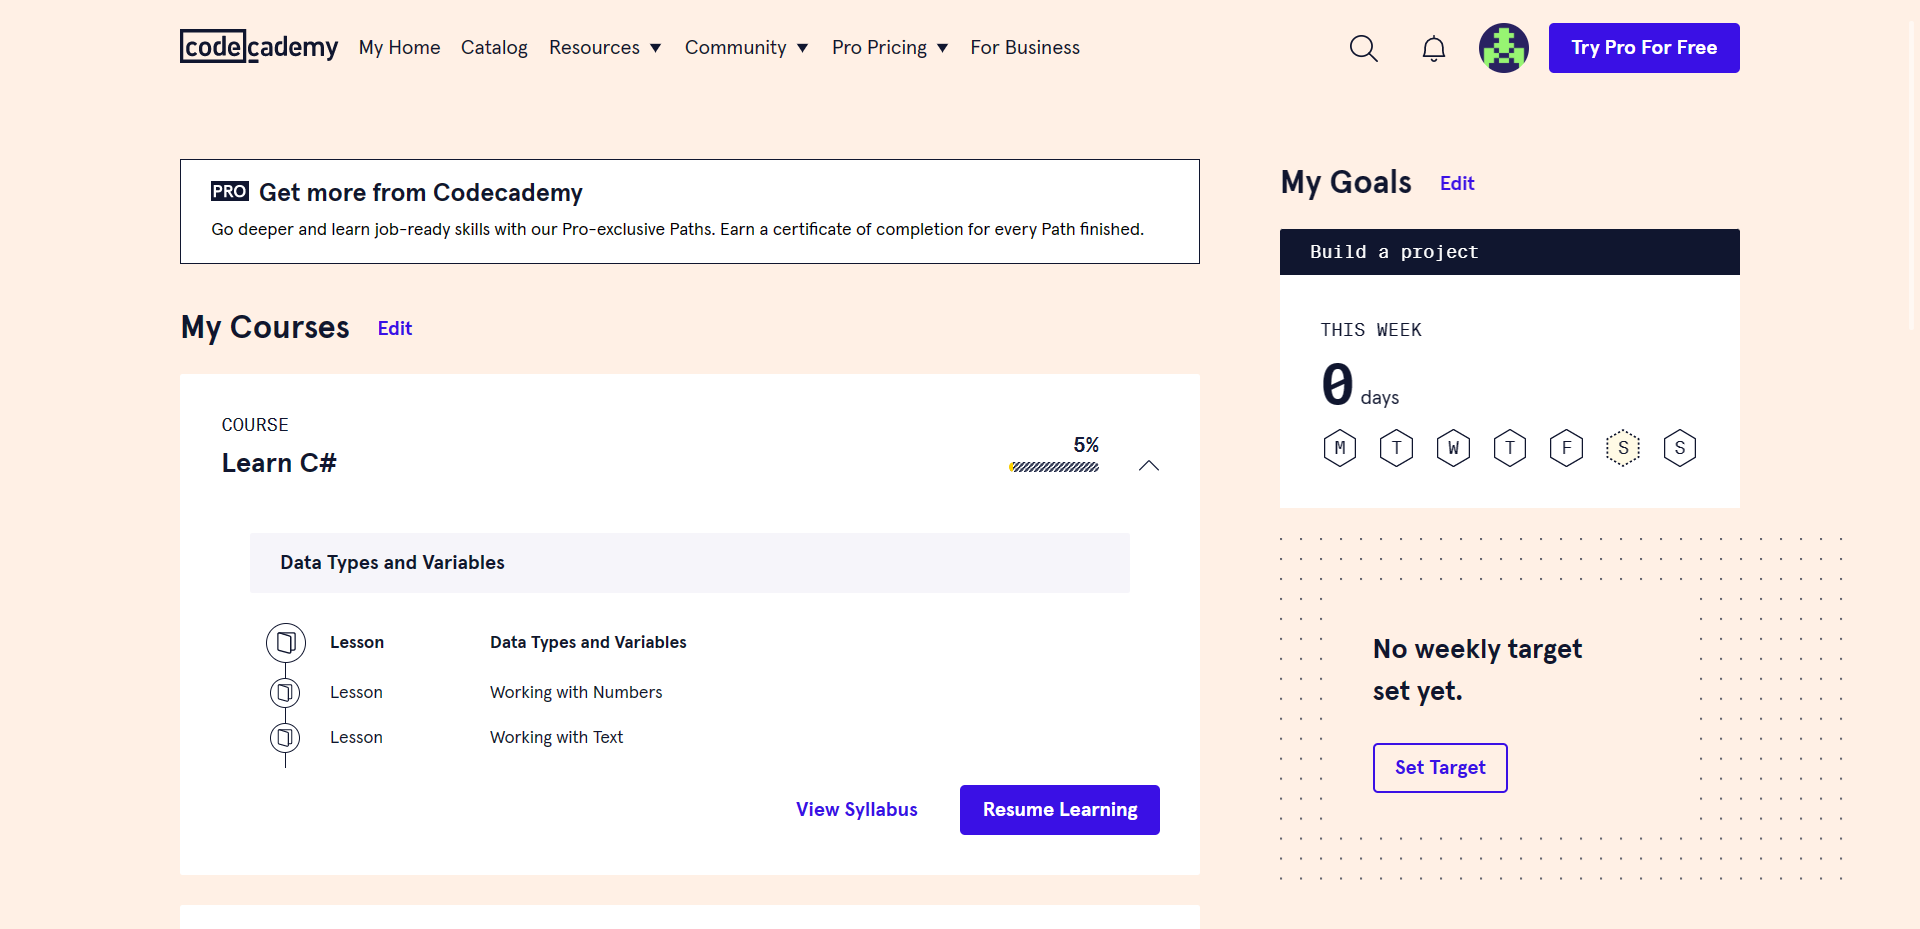 codecademy My Home Catalog Resources Community Pro Pricing For Business Try Pro For Free
PRO Get more from Codecademy
Go deeper and learn job-ready skills with our Pro-exclusive Paths. Earn a certificate of completion for every Path finished.
My Courses Edit
COURSE
Learn C#
5%
Data Types and Variables
Lesson Data Types and Variables
Lesson Working with Numbers
Lesson Working with Text
View Syllabus Resume Learning
My Goals Edit
Build a project
THIS WEEK
0 days
M T W T F S S
No weekly target
set yet.
Set Target